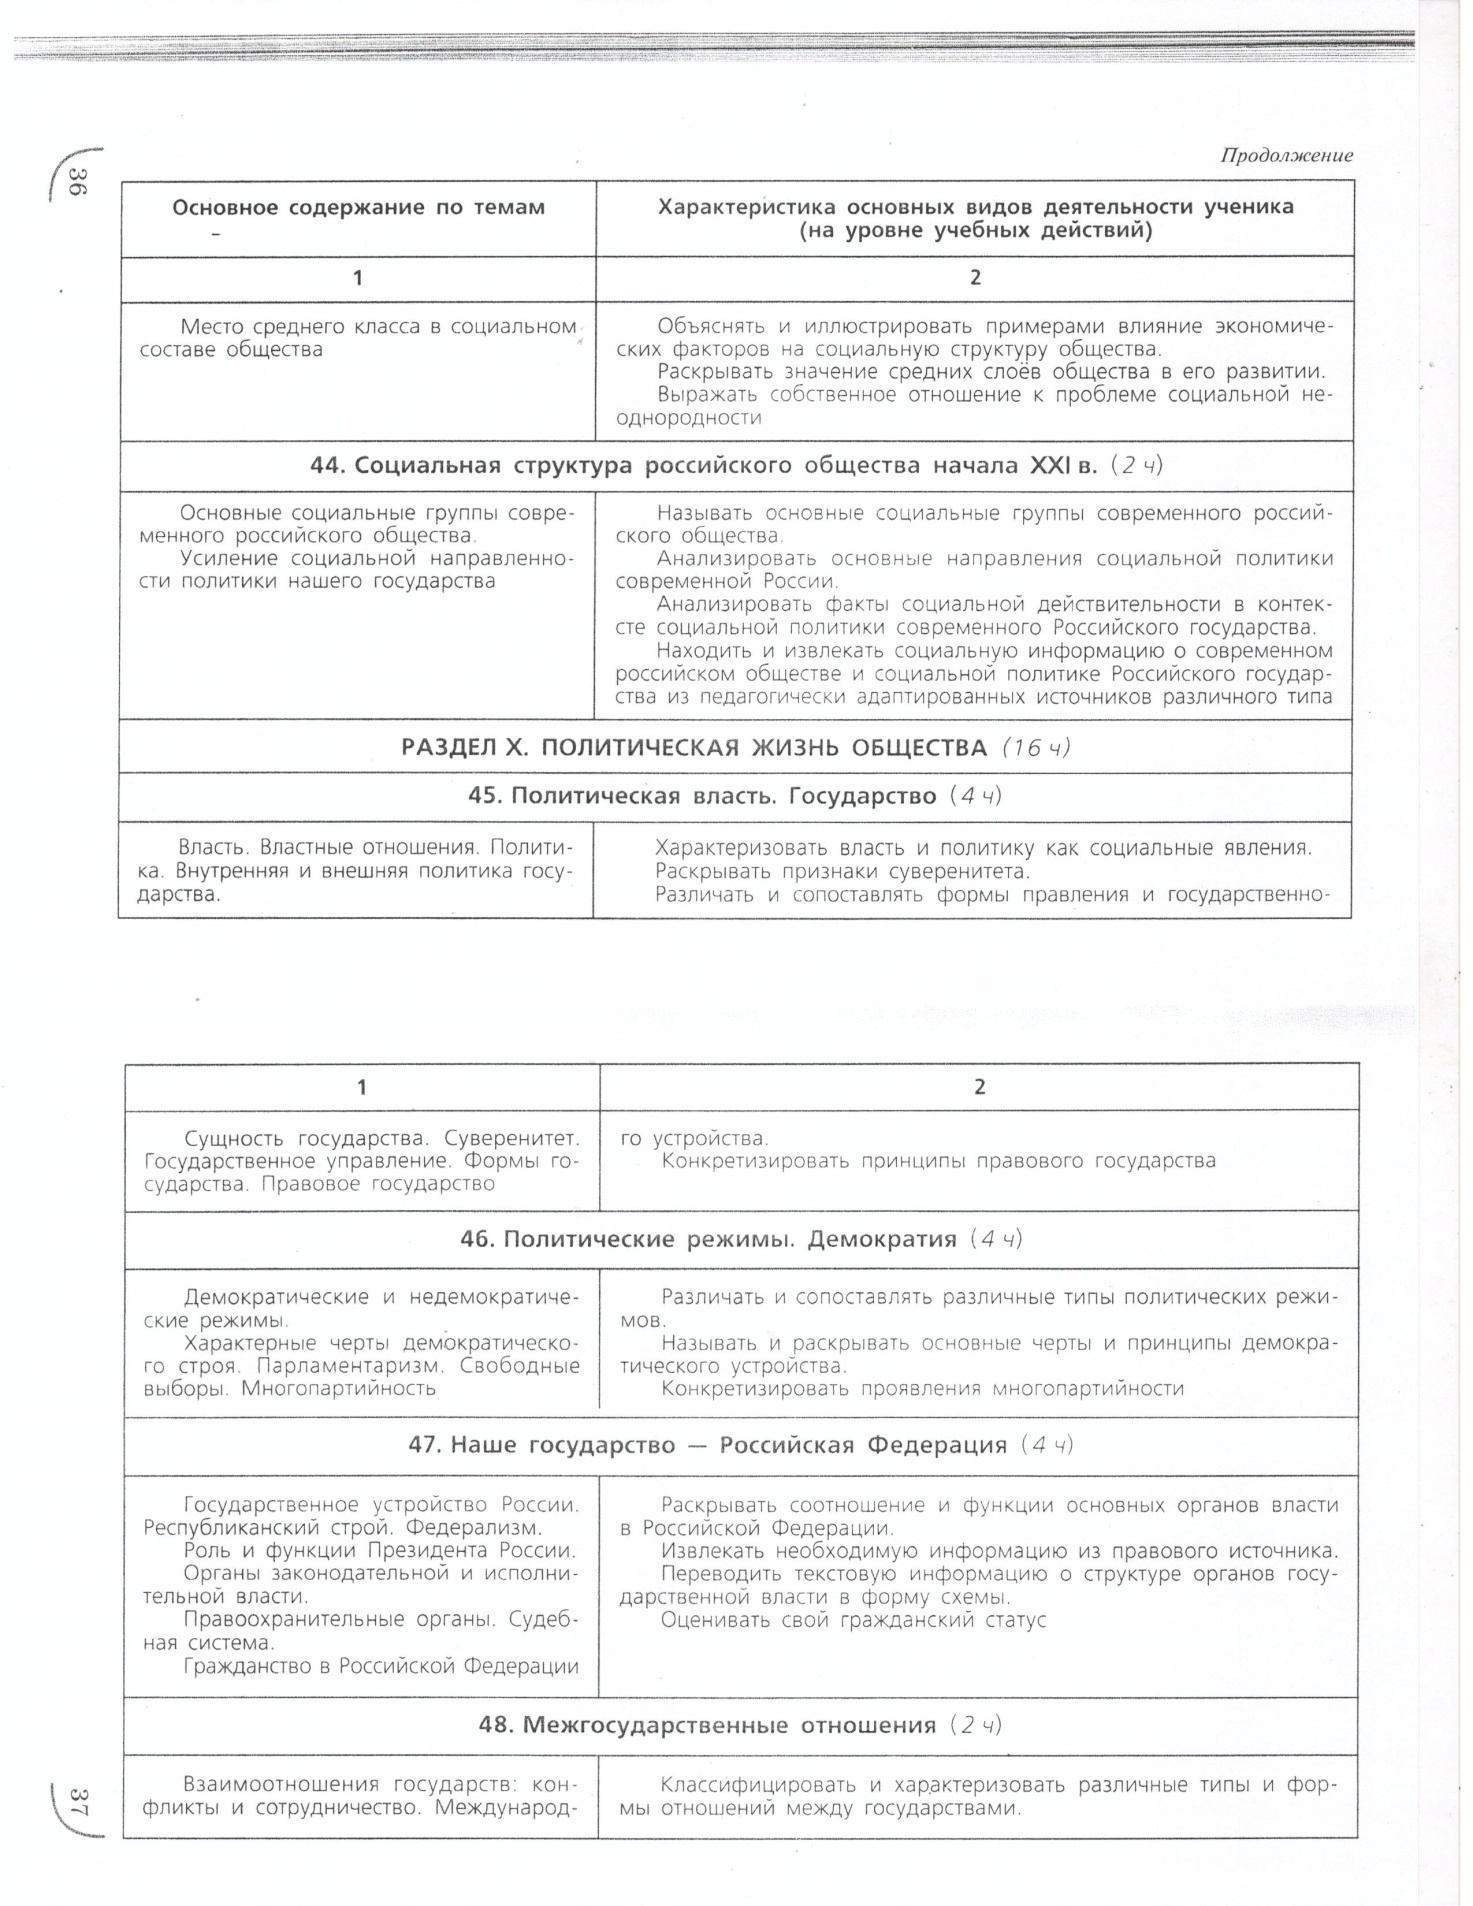 Продолжение
36
Основное содержание по темам
Характеристика основных видов деятельности ученика
(на уровне учебных действий)
1
2
Место среднего класса в социальном
составе общества
Объяснять и иллюстрировать примерами влияние экономиче-
ских факторов на социальную структуру общества.
Раскрывать значение средних слоёв общества в его развитии.
Выражать собственное отношение к проблеме социальной не-
однородности
44. Социальная структура российского общества начала XXI в. (2 ч)
Основные социальные группы совре-
менного российского общества.
Усиление социальной направленно-
сти политики нашего государства
Называть основные социальные группы современного россий-
ского общества.
Анализировать основные направления социальной политики
современной России.
Анализировать факты социальной действительности в контек-
сте социальной политики современного Российского государства.
Находить и извлекать социальную информацию о современном
российском обществе и социальной политике Российского государ-
ства из педагогически адаптированных источников различного типа
РАЗДЕЛ X. ПОЛИТИЧЕСКАЯ ЖИЗНЬ ОБЩЕСТВА (16 ч)
45. Политическая власть. Государство (4 ч)
Власть. Властные отношения. Полити-
ка. Внутренняя и внешняя политика госу-
дарства.
Характеризовать власть и политику как социальные явления.
Раскрывать признаки суверенитета.
Различать и сопоставлять формы правления и государственно-
1
2
Сущность государства. Суверенитет.
Государственное управление. Формы го-
сударства. Правовое государство
го устройства.
Конкретизировать принципы правового государства
46. Политические режимы. Демократия (4 ч)
Демократические и недемократиче-
ские режимы.
Характерные черты демократическо-
го строя. Парламентаризм. Свободные
выборы. Многопартийность
Различать и сопоставлять различные типы политических режи-
мов.
Называть и раскрывать основные черты и принципы демокра-
тического устройства.
Конкретизировать проявления многопартийности
47. Наше государство — Российская Федерация (4 ч)
Государственное устройство России.
Республиканский строй. Федерализм.
Роль и функции Президента России.
Органы законодательной и исполни-
тельной власти.
Правоохранительные органы. Судеб-
ная система.
Гражданство в Российской Федерации
Раскрывать соотношение и функции основных органов власти
в Российской Федерации.
Извлекать необходимую информацию из правового источника.
Переводить текстовую информацию о структуре органов госу-
дарственной власти в форму схемы.
Оценивать свой гражданский статус
48. Межгосударственные отношения (2 ч)
Взаимоотношения государств: кон-
фликты и сотрудничество. Международ-
Классифицировать и характеризовать различные типы и фор-
мы отношений между государствами.
37